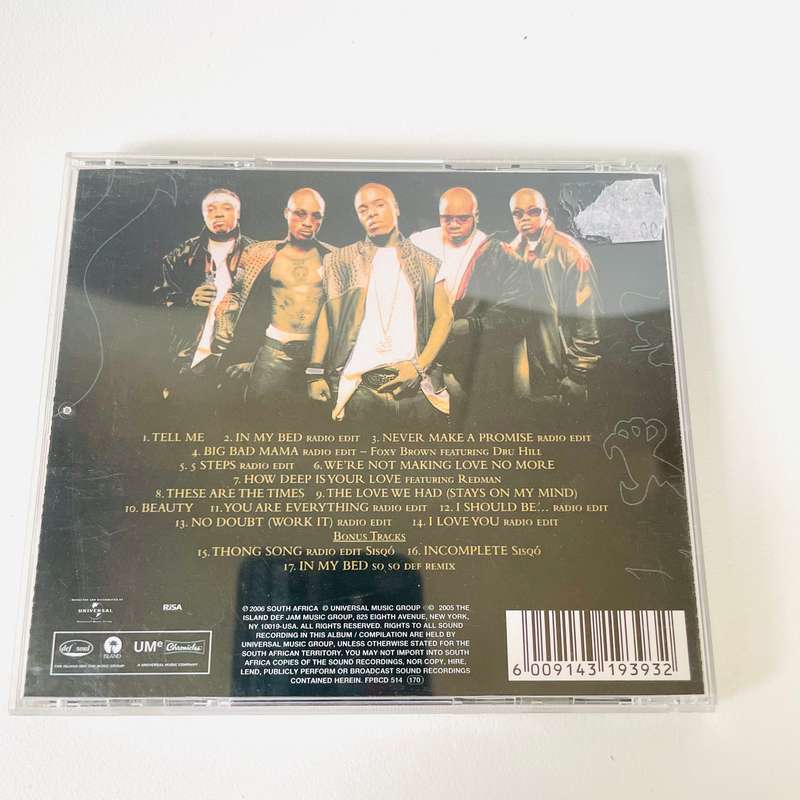 1. TELL ME 2. IN MY BED RADIO EDIT 3. NEVER MAKE A PROMISE RADIO EDIT
4. BIG BAD MAMA RADIO EDIT – FOXY BROWN FEATURING DRU HILL
5. 5 STEPS RADIO EDIT 6. WE'RE NOT MAKING LOVE NO MORE
7. HOW DEEP IS YOUR LOVE FEATURING REDMAN
8. THESE ARE THE TIMES 9. THE LOVE WE HAD (STAYS ON MY MIND)
10. BEAUTY 11. YOU ARE EVERYTHING RADIO EDIT 12. I SHOULD BE... RADIO EDIT
13. NO DOUBT (WORK IT) RADIO EDIT 14. I LOVE YOU RADIO EDIT
BONUS TRACKS
15. THONG SONG RADIO EDIT SISQÓ 16. INCOMPLETE SISQÓ
17. IN MY BED SO SO DEF REMIX
UNIVERSAL
RiSA
def soul
ISLAND
UMe Chronicles
A UNIVERSAL MUSIC COMPANY
℗ 2006 SOUTH AFRICA © UNIVERSAL MUSIC GROUP ℗ © 2005 THE
ISLAND DEF JAM MUSIC GROUP, 825 EIGHTH AVENUE, NEW YORK,
NY, 10019-USA. ALL RIGHTS RESERVED. RIGHTS TO ALL SOUND
RECORDING IN THIS ALBUM / COMPILATION ARE HELD BY
UNIVERSAL MUSIC GROUP, UNLESS OTHERWISE STATED FOR THE
SOUTH AFRICAN TERRITORY. YOU MAY NOT IMPORT INTO SOUTH
AFRICA COPIES OF THE SOUND RECORDINGS, NOR COPY, HIRE,
LEND, PUBLICLY PERFORM OR BROADCAST SOUND RECORDINGS
CONTAINED HEREIN. FPBCD 514 170
6 009143 193932